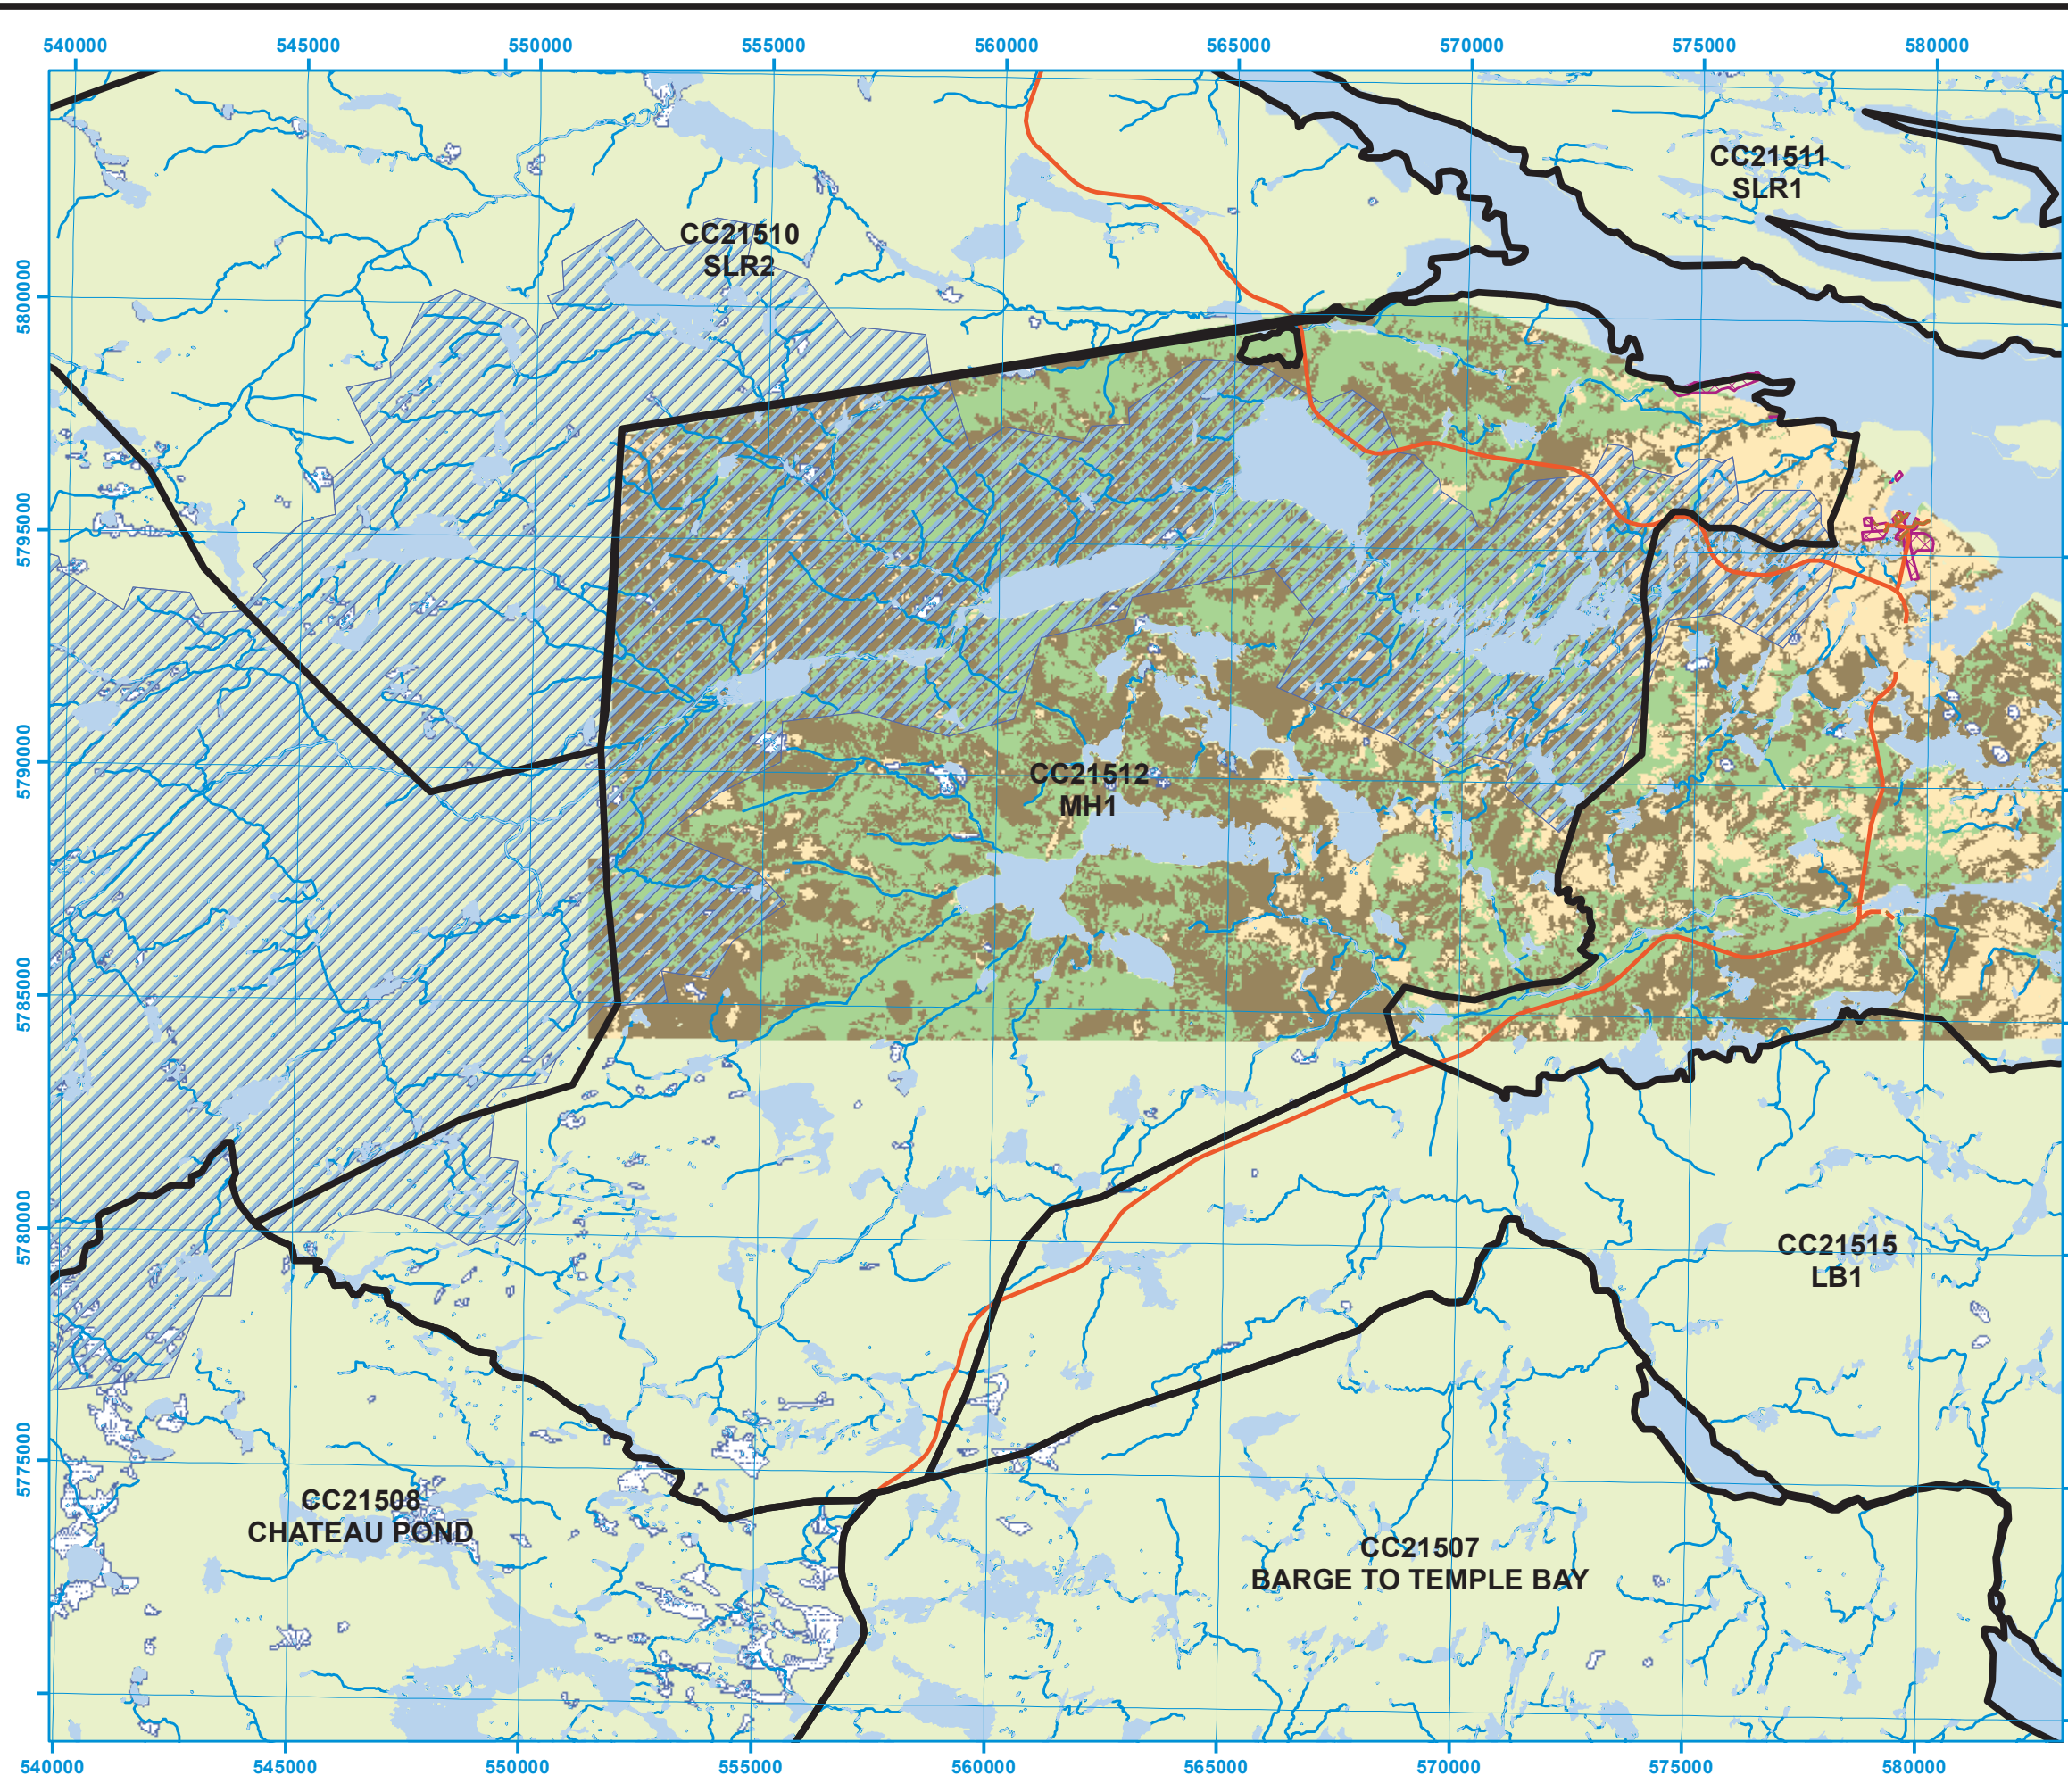 540000 545000 550000 555000 560000 565000 570000 575000 580000
CC21511
SLR1
CC21510
SLR2
5800000
5795000
5790000
CC21512
MH1
5785000
5780000
CC21515
LB1
5775000
CC21508
CHATEAU POND
CC21507
BARGE TO TEMPLE BAY
540000 545000 550000 555000 560000 565000 570000 575000 580000